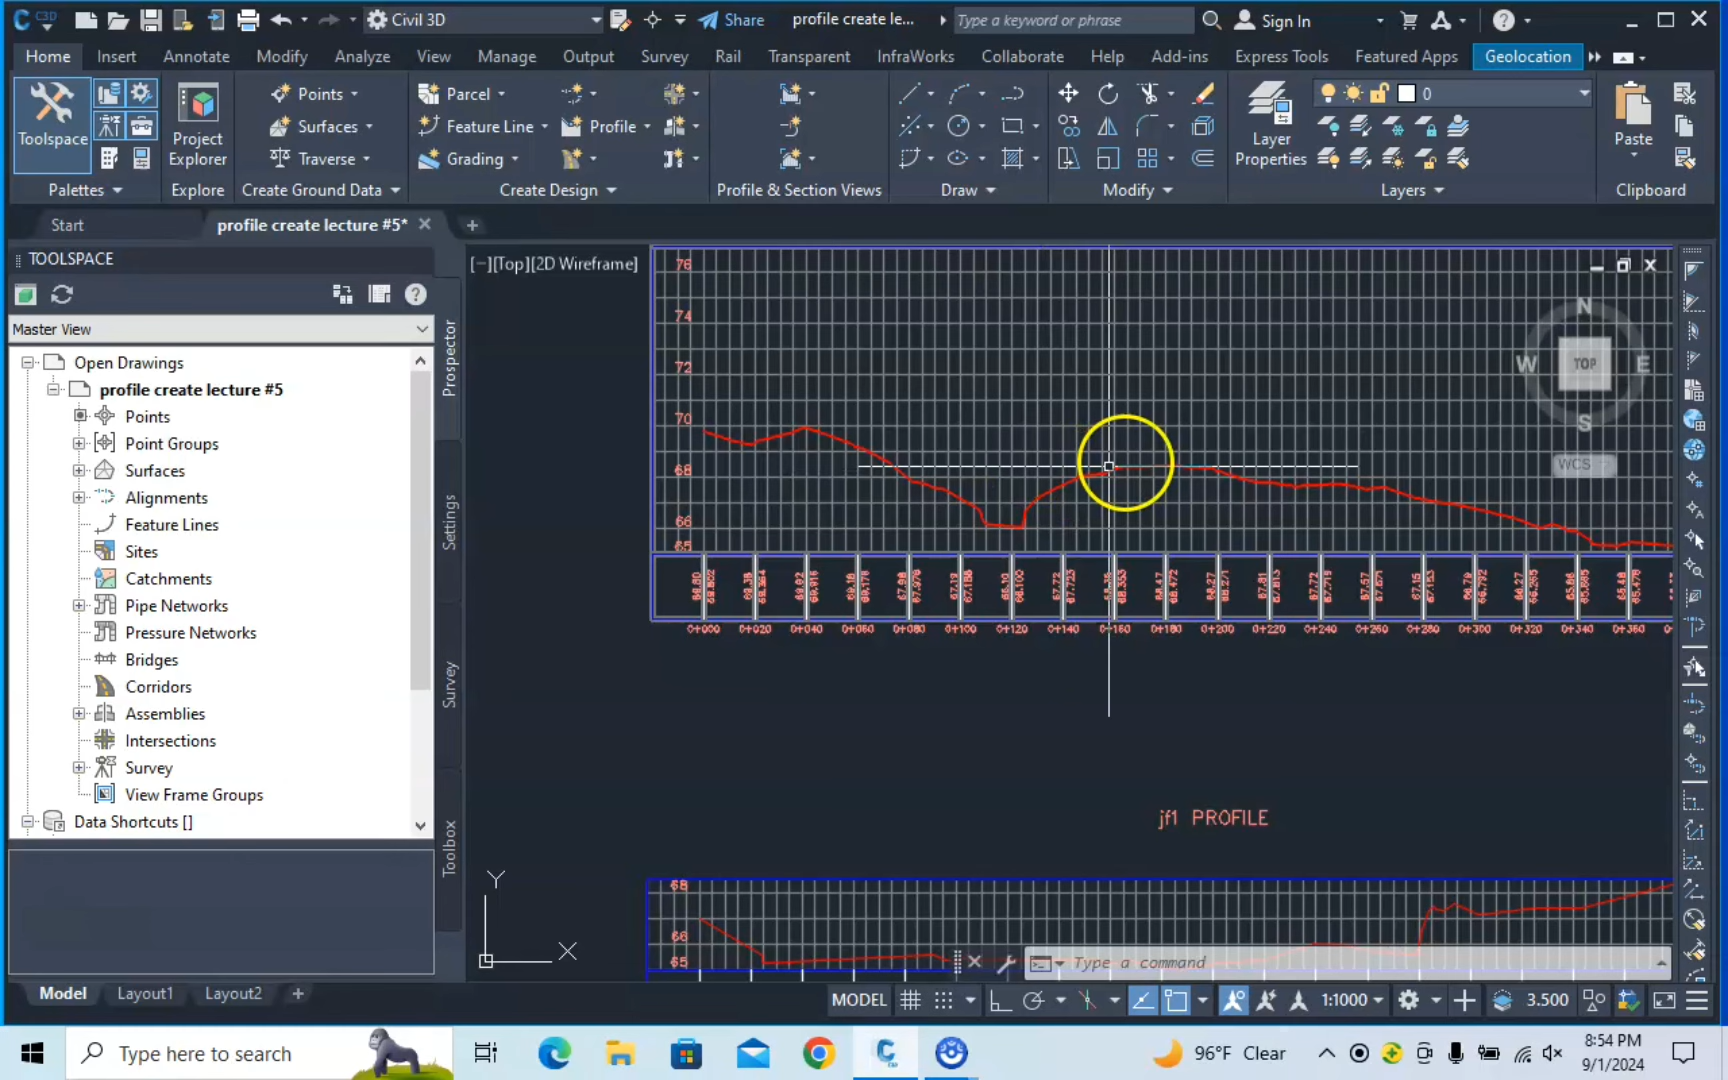 C3D
Civil 3D
Share
profile create le...
Type a keyword or phrase
Sign In
Home
Insert
Annotate
Modify
Analyze
View
Manage
Output
Survey
Rail
Transparent
InfraWorks
Collaborate
Help
Add-ins
Express Tools
Featured Apps
Geolocation
Toolspace
Project
Explorer
Points
Surfaces
Traverse
Parcel
Feature Line
Grading
Profile
Layer
Properties
0
Paste
Palettes
Explore
Create Ground Data
Create Design
Profile & Section Views
Draw
Modify
Layers
Clipboard
Start
profile create lecture #5*
TOOLSPACE
Master View
Open Drawings
profile create lecture #5
Points
Point Groups
Surfaces
Alignments
Feature Lines
Sites
Catchments
Pipe Networks
Pressure Networks
Bridges
Corridors
Assemblies
Intersections
Survey
View Frame Groups
Data Shortcuts []
Prospector
Settings
Survey
Toolbox
[−][Top][2D Wireframe]
76
74
72
70
68
66
65
N
W
TOP
E
S
WCS
0+000
0+020
0+040
0+060
0+080
0+100
0+120
0+140
0+160
0+180
0+200
0+220
0+240
0+260
0+280
0+300
0+320
0+340
0+360
jf1 PROFILE
68
66
65
Y
X
Type a command
Model
Layout1
Layout2
MODEL
1:1000
3.500
Type here to search
96°F Clear
8:54 PM
9/1/2024